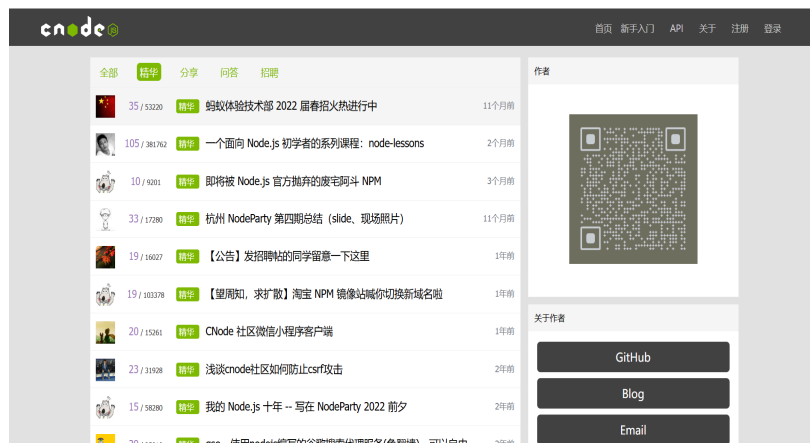 cnode JS
首页 新手入门 API 关于 注册 登录
全部 精华 分享 问答 招聘
35 / 53220 精华 蚂蚁体验技术部 2022 届春招火热进行中 11个月前
105 / 381762 精华 一个面向 Node.js 初学者的系列课程：node-lessons 2个月前
10 / 9201 精华 即将被 Node.js 官方抛弃的废宅阿斗 NPM 3个月前
33 / 17280 精华 杭州 NodeParty 第四期总结（slide、现场照片） 11个月前
19 / 16027 精华 【公告】发招聘帖的同学留意一下这里 1年前
19 / 103378 精华 【望周知，求扩散】淘宝 NPM 镜像站喊你切换新域名啦 1年前
20 / 15261 精华 CNode 社区微信小程序客户端 1年前
23 / 31928 精华 浅谈cnode社区如何防止csrf攻击 2年前
15 / 58280 精华 我的 Node.js 十年 -- 写在 NodeParty 2022 前夕 2年前
作者
关于作者
GitHub
Blog
Email